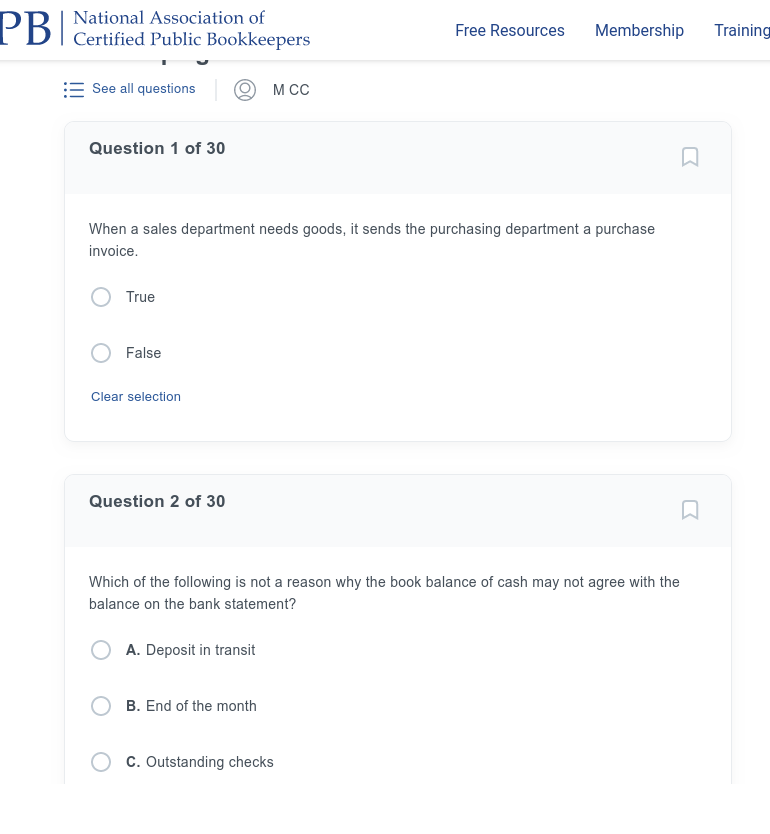 PB National Association of
Certified Public Bookkeepers
Free Resources Membership Training
See all questions M CC
Question 1 of 30
When a sales department needs goods, it sends the purchasing department a purchase
invoice.
True
False
Clear selection
Question 2 of 30
Which of the following is not a reason why the book balance of cash may not agree with the
balance on the bank statement?
A. Deposit in transit
B. End of the month
C. Outstanding checks